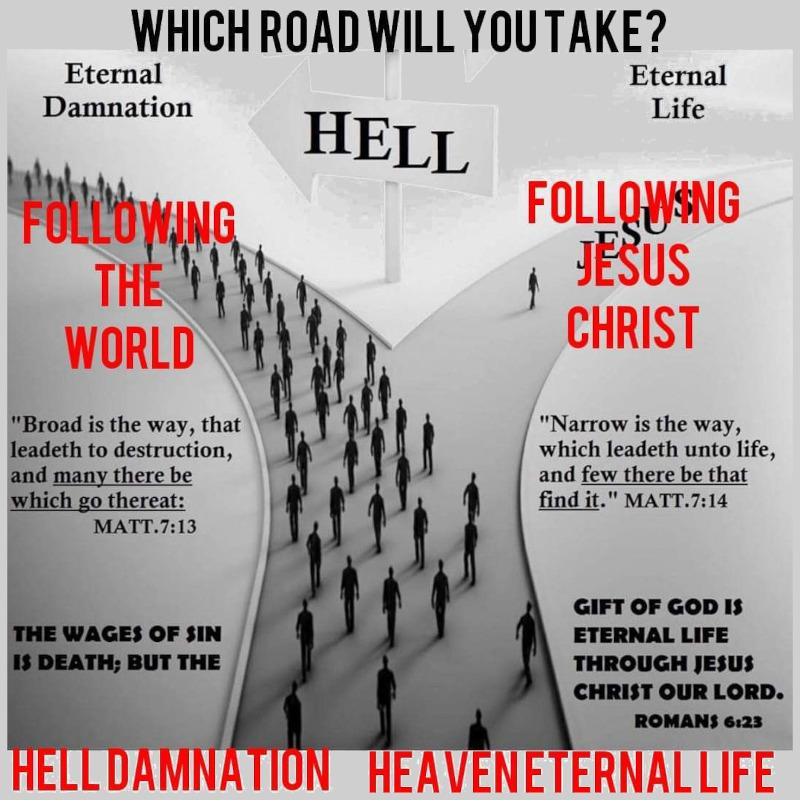 WHICH ROAD WILL YOU TAKE?
Eternal
Damnation
HELL
Eternal
Life
FOLLOWING
THE
WORLD
JESUS
FOLLOWING
JESUS
CHRIST
"Broad is the way, that
leadeth to destruction,
and many there be
which go thereat:
MATT.7:13
"Narrow is the way,
which leadeth unto life,
and few there be that
find it." MATT.7:14
THE WAGES OF SIN
IS DEATH; BUT THE
GIFT OF GOD IS
ETERNAL LIFE
THROUGH JESUS
CHRIST OUR LORD.
ROMANS 6:23
HELL DAMNATION
HEAVEN ETERNAL LIFE